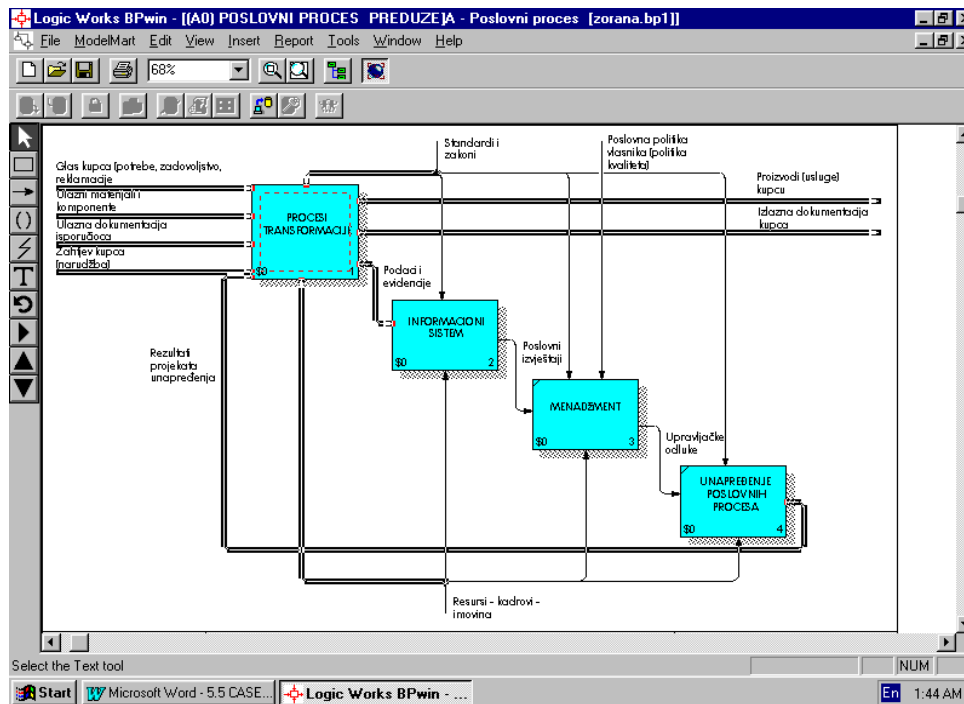 Logic Works BPwin - [(A0) POSLOVNI PROCES PREDUZE]A - Poslovni proces [zorana.bp1]]
File ModelMart Edit View Insert Report Tools Window Help
68%
Standardi i
zakoni
Poslovna politika
vlasnika (politika
kvaliteta)
Glas kupca (potrebe, zadovoljstvo,
reklamacije
Ulazni materijali i
komponente
Ulazna dokumentacija
isporučioca
Zahtjev kupca
(narudžba)
Proizvodi (usluge)
kupcu
Izlazna dokumentacija
kupca
PROCESI
TRANSFORMACIJE
$0 1
Podaci i
evidencije
INFORMACIONI
SISTEM
$0 2
Rezultati
projekata
unapređenja
Poslovni
izvještaji
MENADŽMENT
$0 3
Upravljačke
odluke
UNAPREĐENJE
POSLOVNIH
PROCESA
$0 4
Resursi - kadrovi -
imovina
Select the Text tool
NUM
Start
Microsoft Word - 5.5 CASE...
Logic Works BPwin - ...
En
1:44 AM